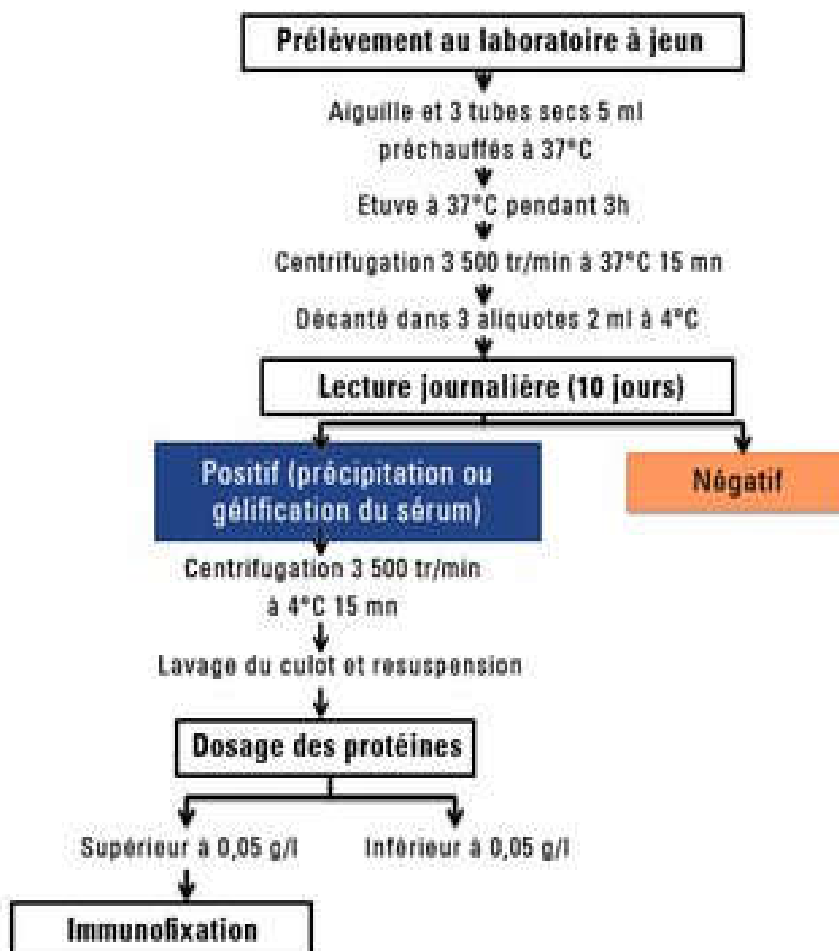 Prélèvement au laboratoire à jeun
Aiguille et 3 tubes secs 5 ml
préchauffés à 37°C
Etuve à 37°C pendant 3h
Centrifugation 3 500 tr/min à 37°C 15 mn
Décanté dans 3 aliquotes 2 ml à 4°C
Lecture journalière (10 jours)
Positif (précipitation ou
gélification du sérum)
Négatif
Centrifugation 3 500 tr/min
à 4°C 15 mn
Lavage du culot et resuspension
Dosage des protéines
Supérieur à 0,05 g/l
Inférieur à 0,05 g/l
Immunofixation